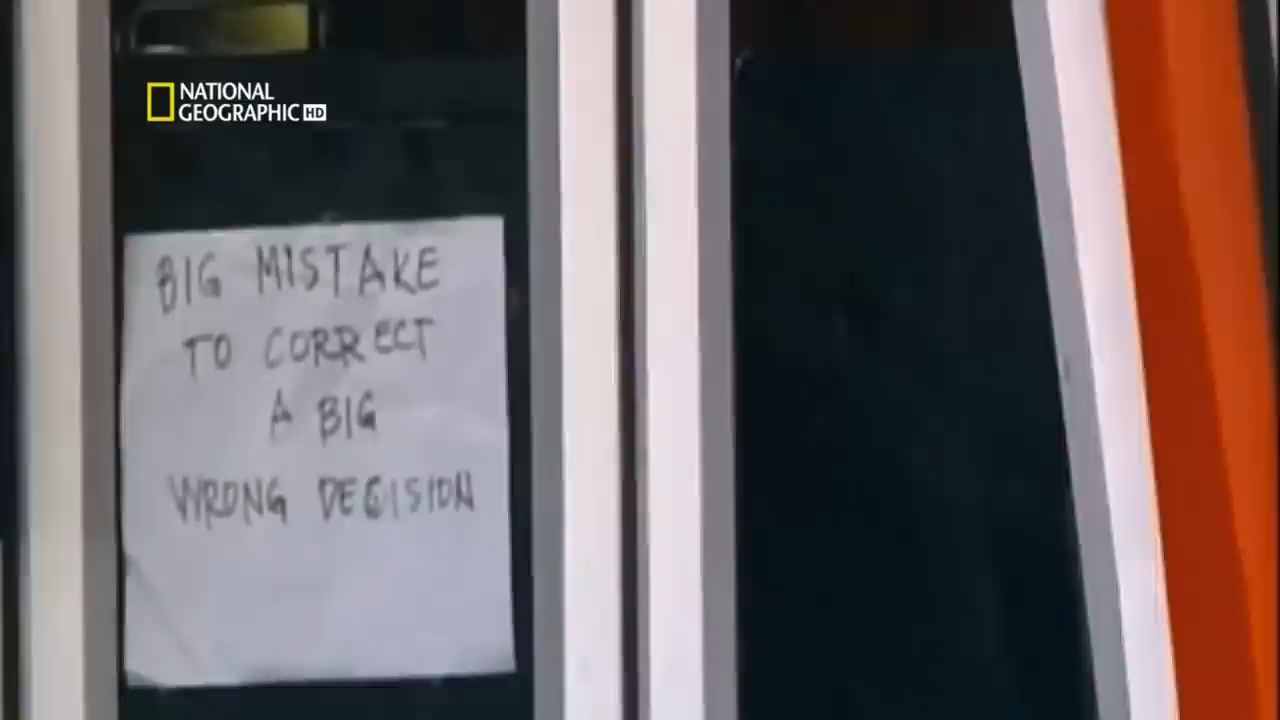 NATIONAL
GEOGRAPHIC HD
BIG MISTAKE
TO CORRECT
A BIG
WRONG DECISION